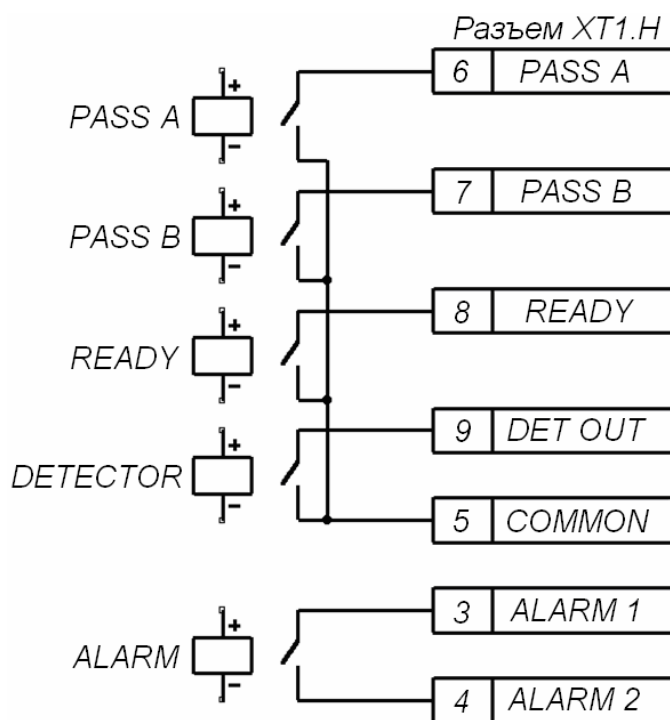 Разъем XT1.H
6 PASS A
PASS A
+
−
7 PASS B
PASS B
+
−
8 READY
READY
+
−
9 DET OUT
DETECTOR
+
−
5 COMMON
3 ALARM 1
ALARM
+
−
4 ALARM 2